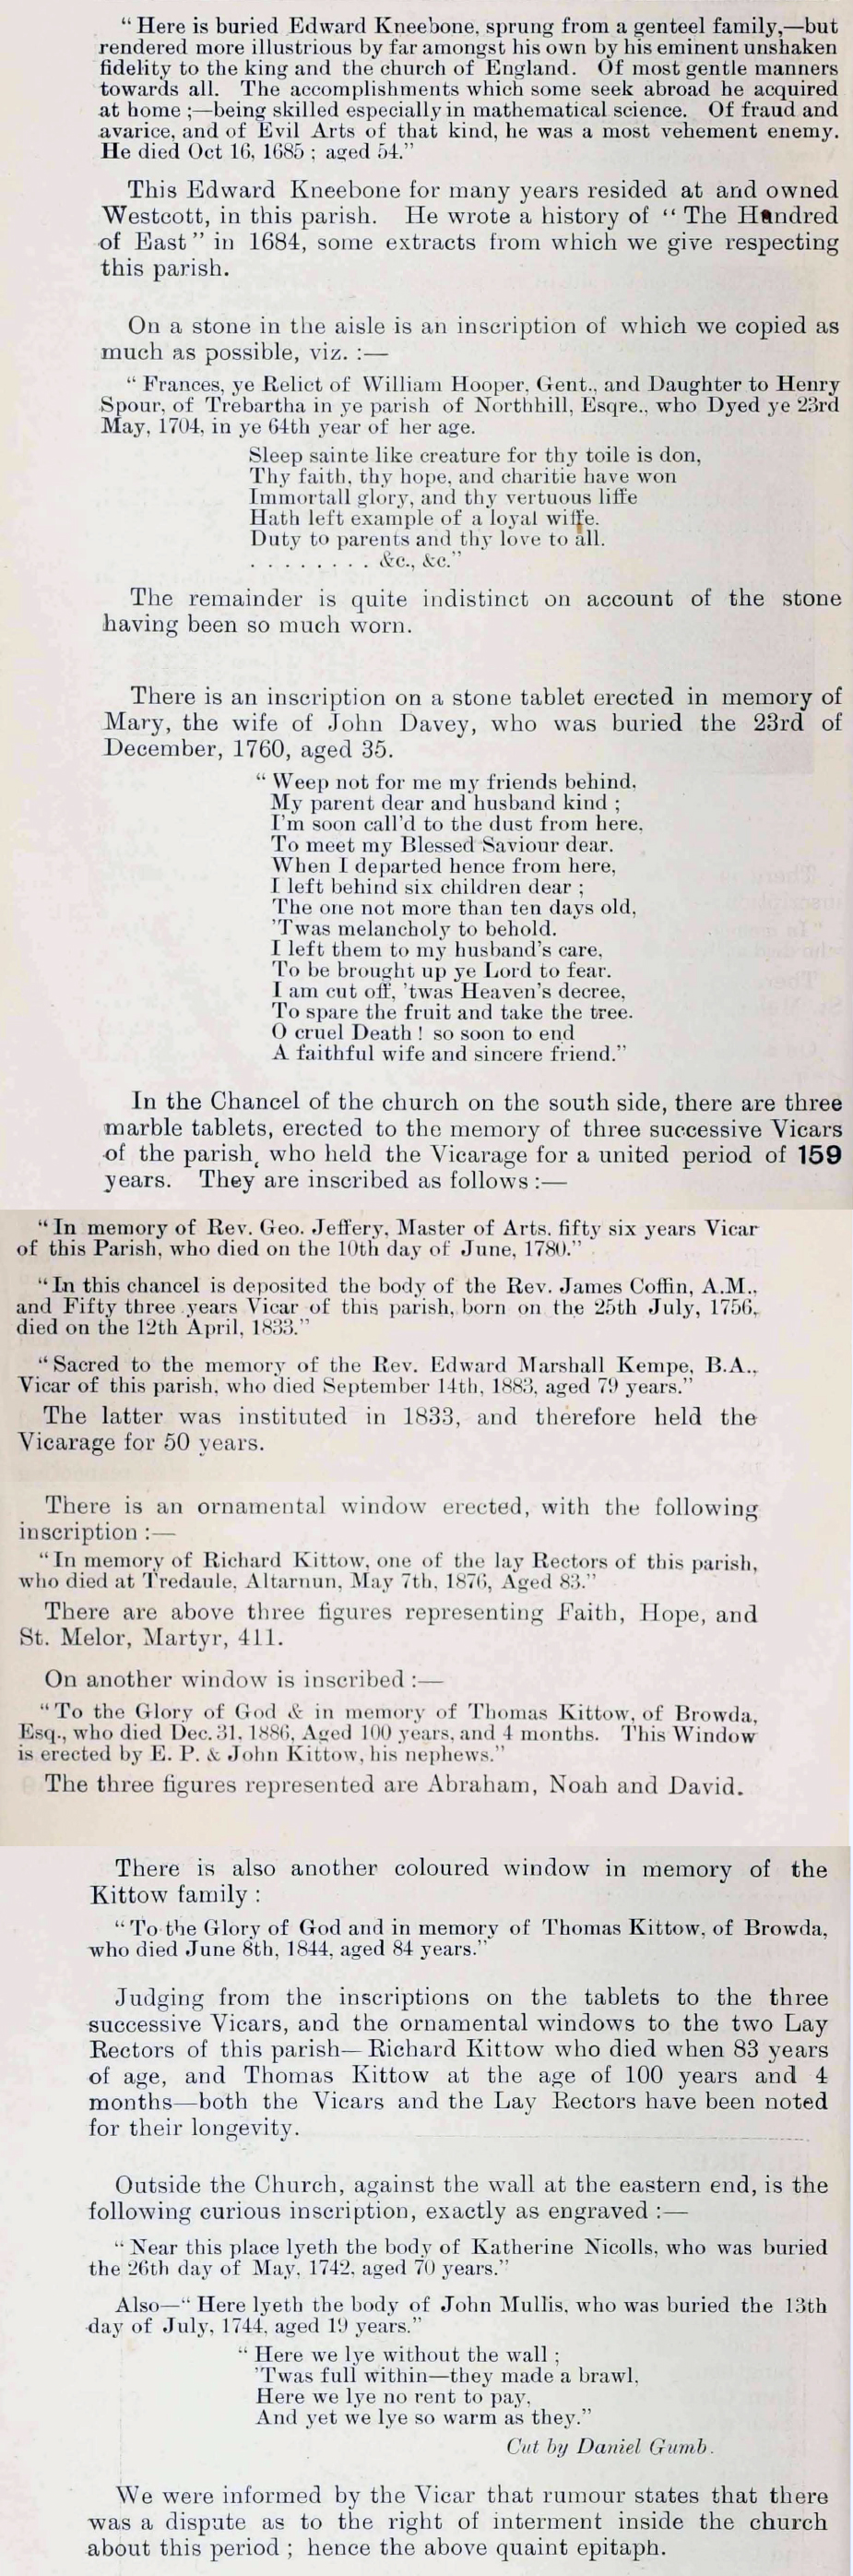 “Here is buried Edward Kneebone, sprung from a genteel family,—but
rendered more illustrious by far amongst his own by his eminent unshaken
fidelity to the king and the church of England. Of most gentle manners
towards all. The accomplishments which some seek abroad he acquired
at home ;—being skilled especially in mathematical science. Of fraud and
avarice, and of Evil Arts of that kind, he was a most vehement enemy.
He died Oct 16, 1685 ; aged 54.”
This Edward Kneebone for many years resided at and owned
Westcott, in this parish. He wrote a history of “ The Hundred
of East ” in 1684, some extracts from which we give respecting
this parish.
On a stone in the aisle is an inscription of which we copied as
much as possible, viz. :—
“ Frances, ye Relict of William Hooper, Gent., and Daughter to Henry
Spour, of Trebartha in ye parish of Northhill, Esqre., who Dyed ye 23rd
May, 1704, in ye 64th year of her age.
Sleep sainte like creature for thy toile is don,
Thy faith, thy hope, and charitie have won
Immortall glory, and thy vertuous liffe
Hath left example of a loyal wiffe.
Duty to parents and thy love to all.
. . . . . . . . &c., &c.”
The remainder is quite indistinct on account of the stone
having been so much worn.
There is an inscription on a stone tablet erected in memory of
Mary, the wife of John Davey, who was buried the 23rd of
December, 1760, aged 35.
“ Weep not for me my friends behind,
My parent dear and husband kind ;
I'm soon call'd to the dust from here,
To meet my Blessed Saviour dear.
When I departed hence from here,
I left behind six children dear ;
The one not more than ten days old,
'Twas melancholy to behold.
I left them to my husband's care,
To be brought up ye Lord to fear.
I am cut off, 'twas Heaven's decree,
To spare the fruit and take the tree.
O cruel Death ! so soon to end
A faithful wife and sincere friend.”
In the Chancel of the church on the south side, there are three
marble tablets, erected to the memory of three successive Vicars
of the parish, who held the Vicarage for a united period of 159
years. They are inscribed as follows :—
“In memory of Rev. Geo. Jeffery, Master of Arts, fifty six years Vicar
of this Parish, who died on the 10th day of June, 1780.”
“In this chancel is deposited the body of the Rev. James Coffin, A.M.,
and Fifty three years Vicar of this parish, born on the 25th July, 1756,
died on the 12th April, 1833.”
“Sacred to the memory of the Rev. Edward Marshall Kempe, B.A.,
Vicar of this parish, who died September 14th, 1883, aged 79 years.”
The latter was instituted in 1833, and therefore held the
Vicarage for 50 years.
There is an ornamental window erected, with the following
inscription :—
“In memory of Richard Kittow, one of the lay Rectors of this parish,
who died at Tredaule, Altarnun, May 7th, 1876, Aged 83.”
There are above three figures representing Faith, Hope, and
St. Melor, Martyr, 411.
On another window is inscribed :—
“To the Glory of God & in memory of Thomas Kittow, of Browda,
Esq., who died Dec. 31, 1886, Aged 100 years, and 4 months. This Window
is erected by E. P. & John Kittow, his nephews.”
The three figures represented are Abraham, Noah and David.
There is also another coloured window in memory of the
Kittow family :
“To the Glory of God and in memory of Thomas Kittow, of Browda,
who died June 8th, 1844, aged 84 years.”
Judging from the inscriptions on the tablets to the three
successive Vicars, and the ornamental windows to the two Lay
Rectors of this parish—Richard Kittow who died when 83 years
of age, and Thomas Kittow at the age of 100 years and 4
months—both the Vicars and the Lay Rectors have been noted
for their longevity.
Outside the Church, against the wall at the eastern end, is the
following curious inscription, exactly as engraved :—
“ Near this place lyeth the body of Katherine Nicolls, who was buried
the 26th day of May, 1742, aged 70 years.”
Also—“ Here lyeth the body of John Mullis, who was buried the 13th
day of July, 1744, aged 19 years.”
“ Here we lye without the wall ;
'Twas full within—they made a brawl,
Here we lye no rent to pay,
And yet we lye so warm as they.”
Cut by Daniel Gumb.
We were informed by the Vicar that rumour states that there
was a dispute as to the right of interment inside the church
about this period ; hence the above quaint epitaph.